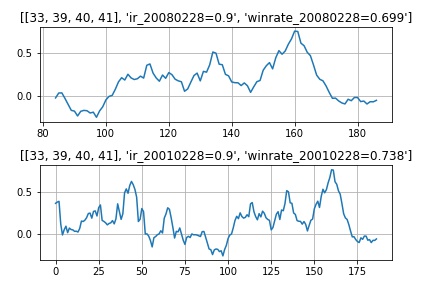 [[33, 39, 40, 41], 'ir_20080228=0.9', 'winrate_20080228=0.699']
0.5
0.0
80 100 120 140 160 180
[[33, 39, 40, 41], 'ir_20010228=0.9', 'winrate_20010228=0.738']
0.5
0.0
0 25 50 75 100 125 150 175